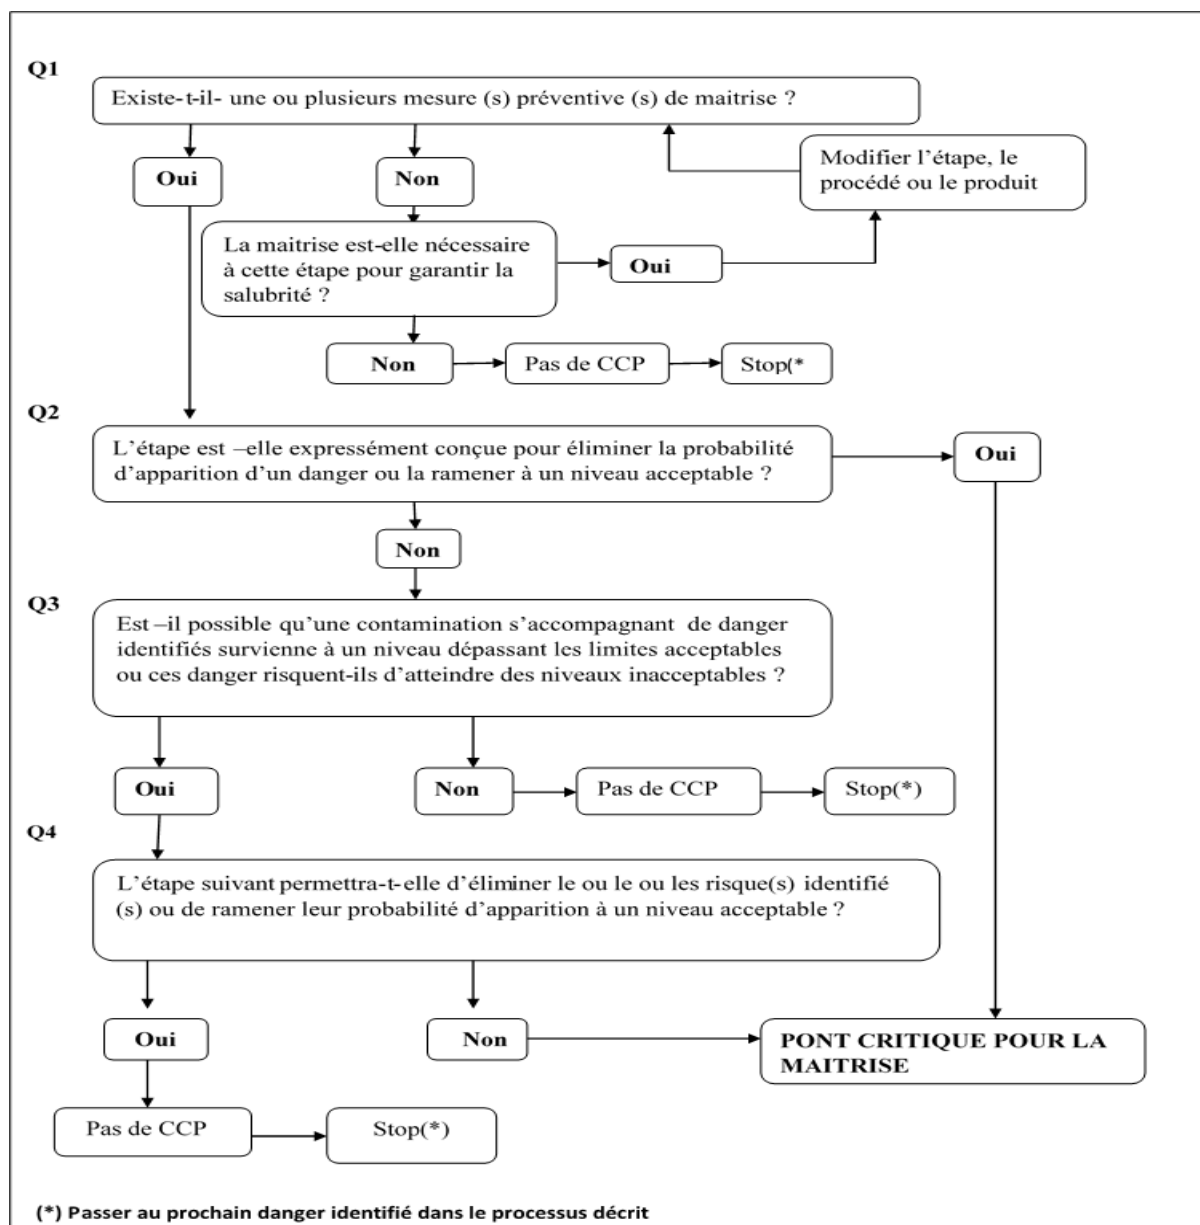 Q1
Existe-t-il- une ou plusieurs mesure (s) préventive (s) de maitrise ?
Oui
Non
Modifier l'étape, le
procédé ou le produit
La maitrise est-elle nécessaire
à cette étape pour garantir la
salubrité ?
Oui
Non
Pas de CCP
Stop(*
Q2
L'étape est –elle expressément conçue pour éliminer la probabilité
d'apparition d'un danger ou la ramener à un niveau acceptable ?
Oui
Non
Q3
Est –il possible qu'une contamination s'accompagnant de danger
identifiés survienne à un niveau dépassant les limites acceptables
ou ces danger risquent-ils d'atteindre des niveaux inacceptables ?
Oui
Non
Pas de CCP
Stop(*)
Q4
L'étape suivant permettra-t-elle d'éliminer le ou le ou les risque(s) identifié
(s) ou de ramener leur probabilité d'apparition à un niveau acceptable ?
Oui
Non
PONT CRITIQUE POUR LA
MAITRISE
Pas de CCP
Stop(*)
(*) Passer au prochain danger identifié dans le processus décrit